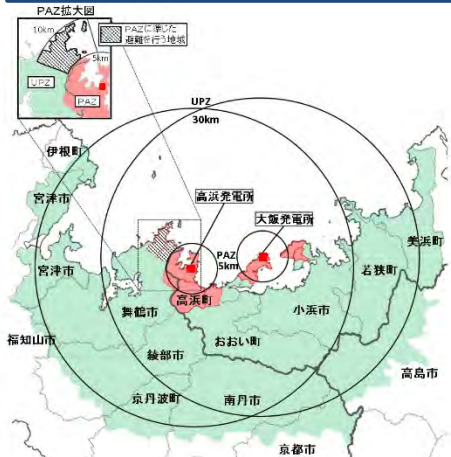 PAZ拡大図
10km
PAZに準じた
避難を行う地域
5km
UPZ
PAZ
UPZ
30km
伊根町
宮津市
高浜発電所
大飯発電所
美浜町
宮津市
PAZ
5km
若狭町
高浜町
舞鶴市
小浜市
福知山市
綾部市
おおい町
高島市
京丹波町
南丹市
京都市